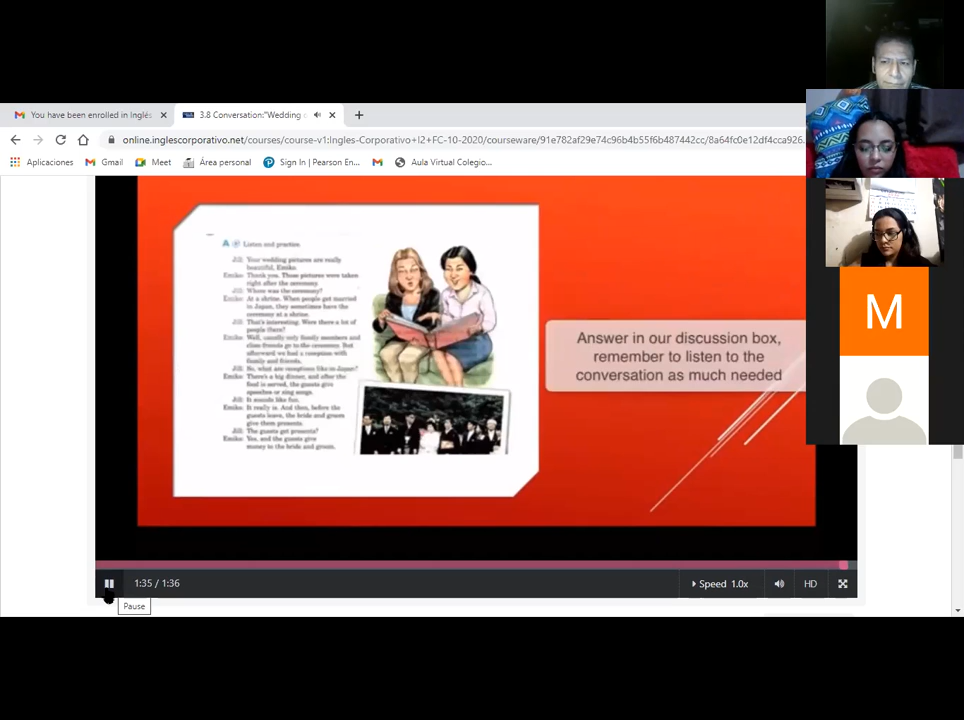 You have been enrolled in Inglés
3.8 Conversation:"Wedding
online.inglescorporativo.net/courses/course-v1:Ingles-Corporativo+I2+FC-10-2020/courseware/91e782af29e74c96b4b55f6b487442cc/8a64fc0e12df4cca926
Aplicaciones
Gmail
Meet
Área personal
Sign In | Pearson En...
Aula Virtual Colegio...
A Listen and practice.
Jill: Your wedding pictures are really
beautiful, Emiko.
Emiko: Thank you. Those pictures were taken
right after the ceremony.
Jill: Where was the ceremony?
Emiko: At a shrine. When people get married
in Japan, they sometimes have the
ceremony at a shrine.
Jill: That's interesting. Were there a lot of
people there?
Emiko: Well, usually only family members and
close friends go to the ceremony. But
afterward we had a reception with
family and friends.
Jill: So, what are receptions like in Japan?
Emiko: There's a big dinner, and after the
food is served, the guests give
speeches or sing songs.
Jill: It sounds like fun.
Emiko: It really is. And then, before the
guests leave, the bride and groom
give them presents.
Jill: The guests get presents?
Emiko: Yes, and the guests give
money to the bride and groom.
Answer in our discussion box,
remember to listen to the
conversation as much needed
M
1:35 / 1:36
Speed 1.0x
HD
Pause